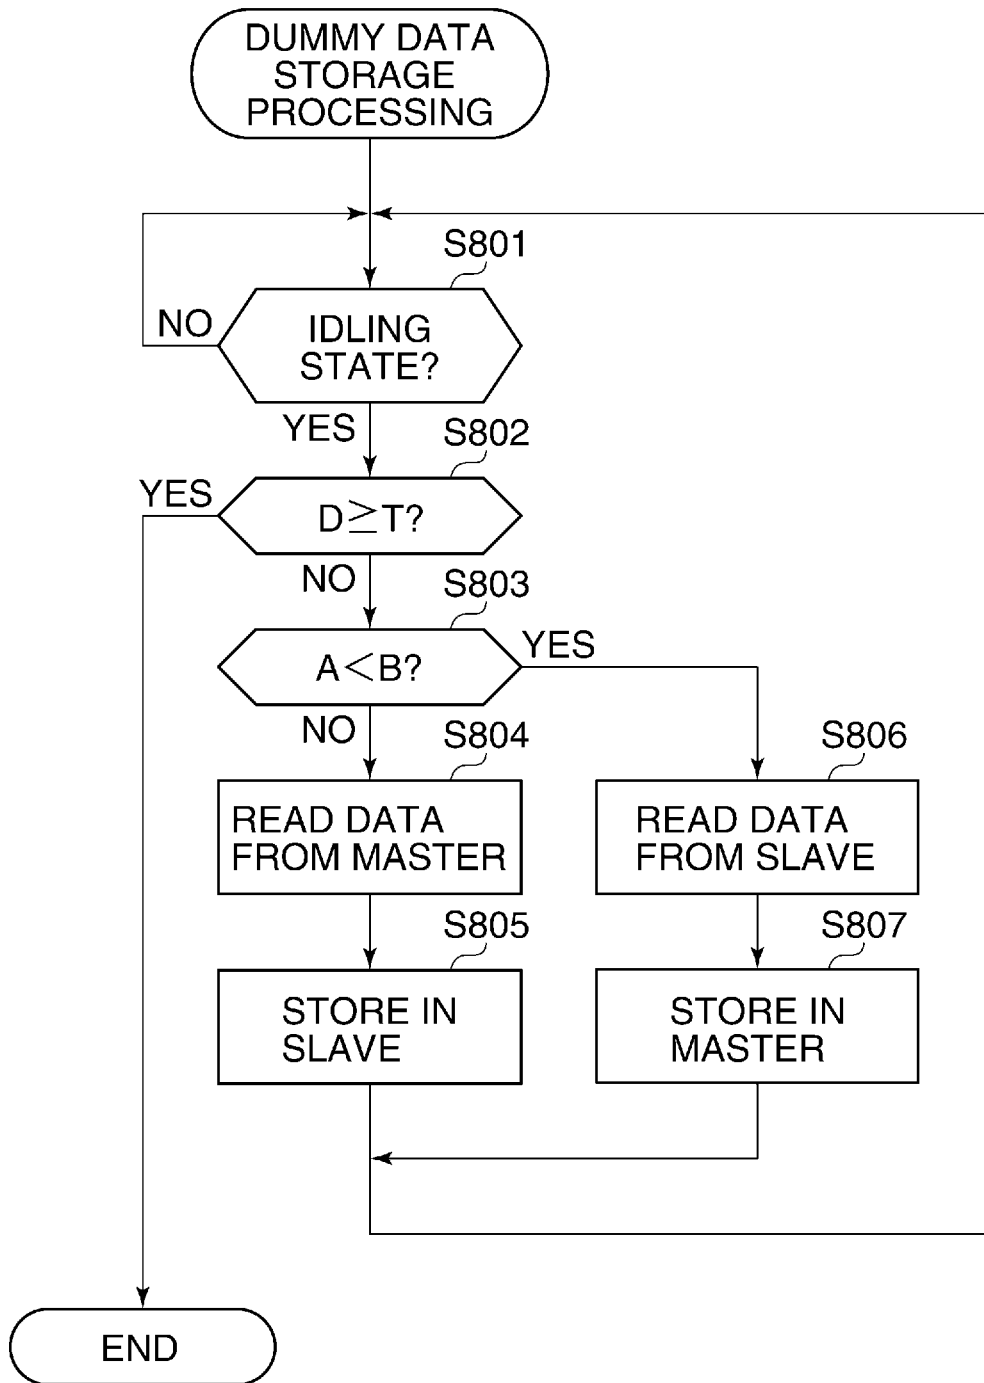 DUMMY DATA
STORAGE
PROCESSING
S801
NO
IDLING
STATE?
YES
S802
YES
D≧T?
NO
S803
A<B?
YES
NO
S804
READ DATA
FROM MASTER
S806
READ DATA
FROM SLAVE
S805
STORE IN
SLAVE
S807
STORE IN
MASTER
END